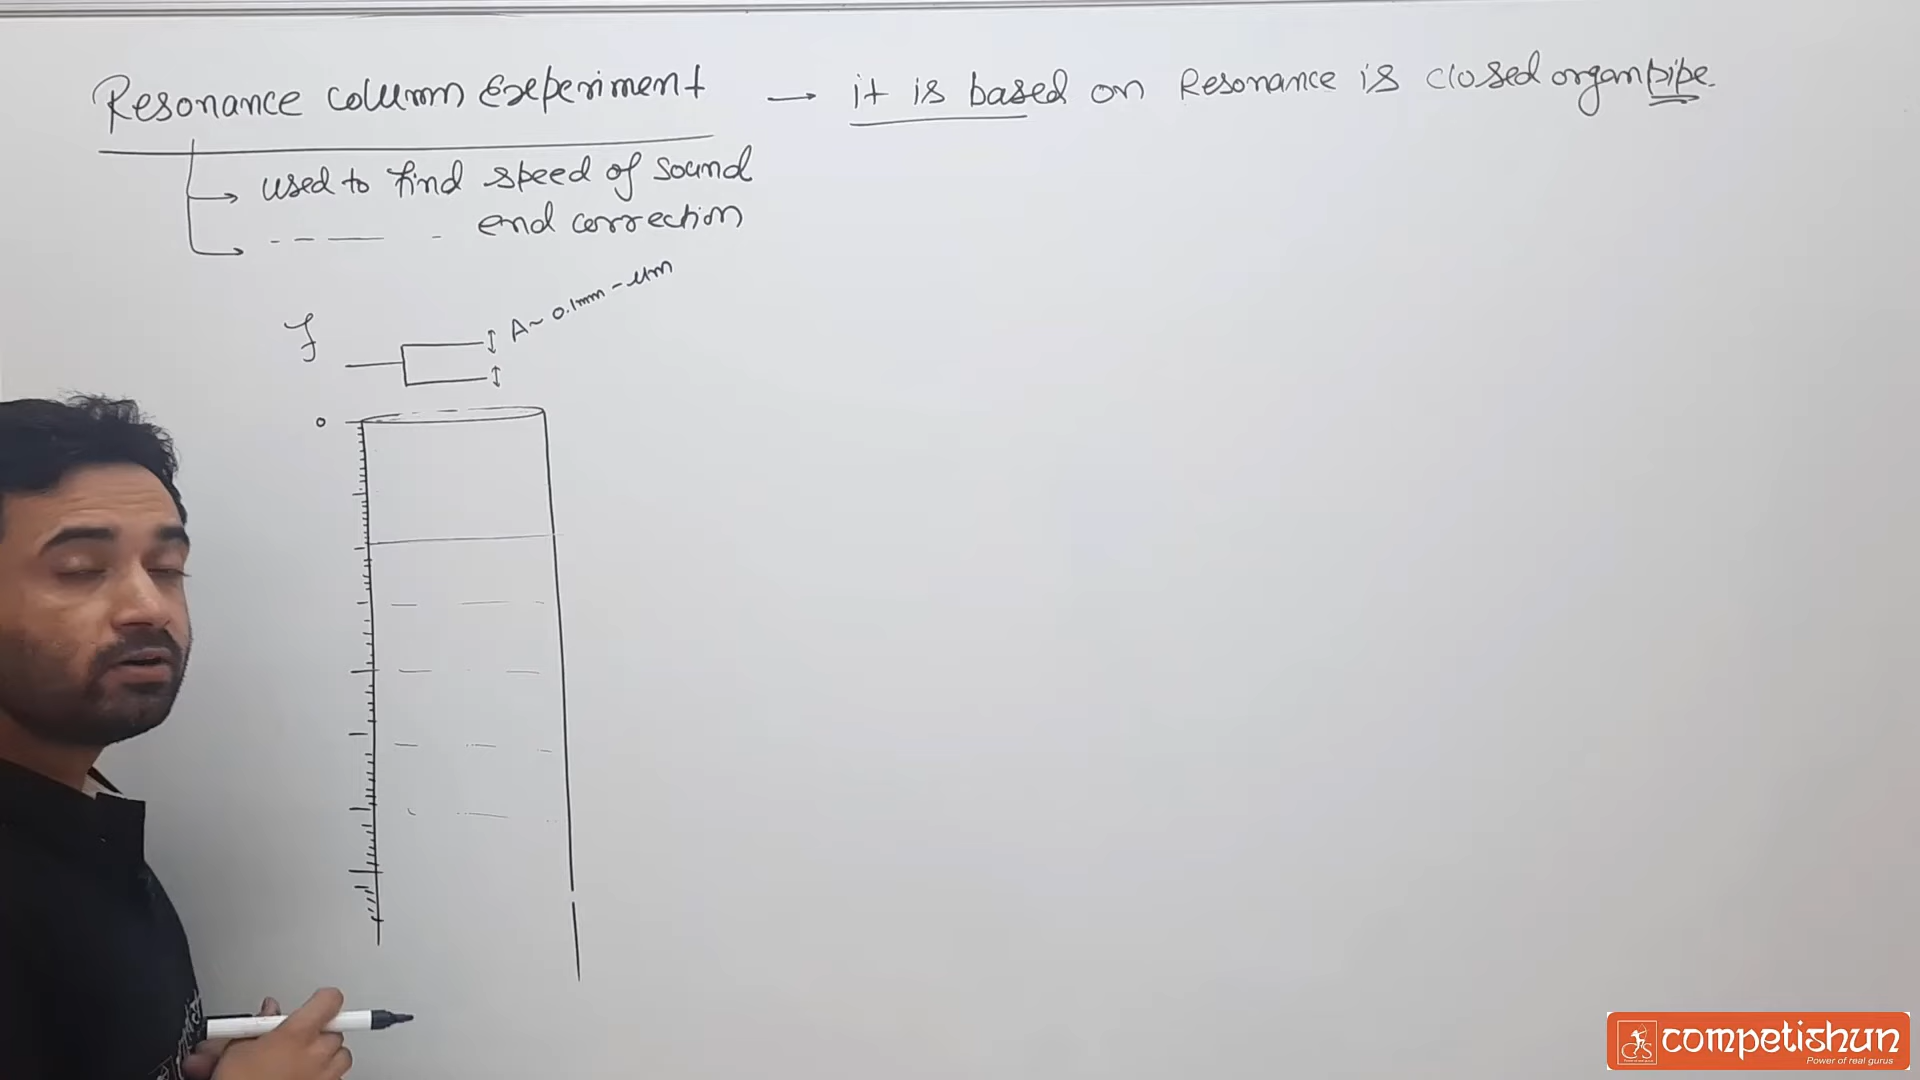 Resonance column Experiment → it is based on Resonance is closed organ pipe.
→ used to find speed of sound
→ - - — - end correction
f
A ~ 0.1mm - μm
0
competishun
Power of real gurus